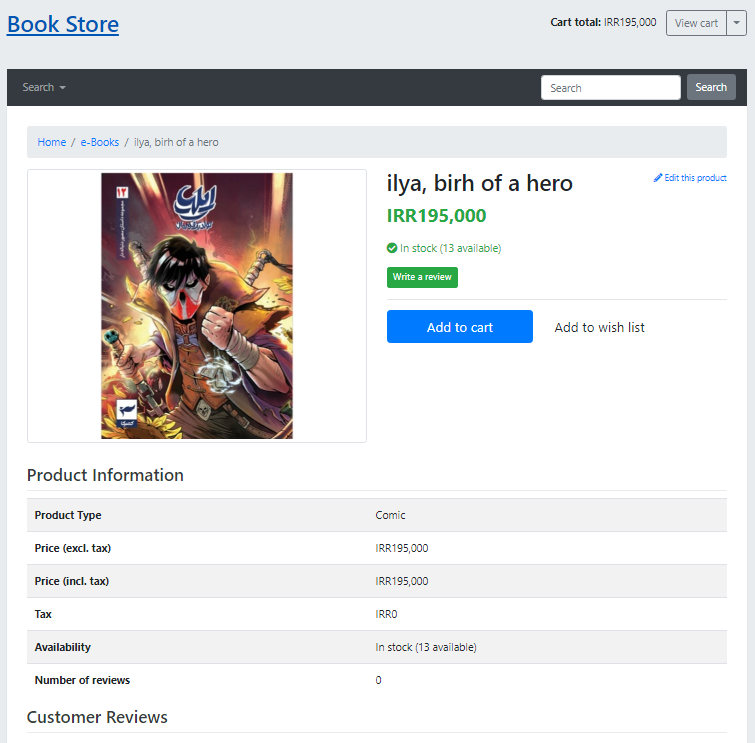 Book Store
Cart total: IRR195,000
View cart
Search
Search
Search
Home / e-Books / ilya, birh of a hero
۱۲
ilya, birh of a hero
Edit this product
IRR195,000
In stock (13 available)
Write a review
Add to cart
Add to wish list
Product Information
Product Type Comic
Price (excl. tax) IRR195,000
Price (incl. tax) IRR195,000
Tax IRR0
Availability In stock (13 available)
Number of reviews 0
Customer Reviews